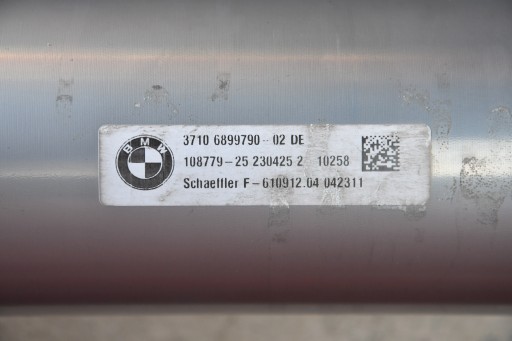 BMW
3710 6899790-02 DE
108779-25 230425 2 10258
Schaeffler F-610912.04 042311